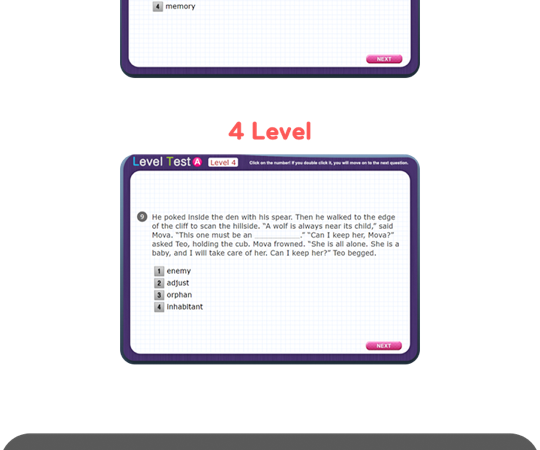 4 memory
NEXT
4 Level
Level Test A Level 4 Click on the number! If you double click it, you will move on to the next question.
9 He poked inside the den with his spear. Then he walked to the edge
of the cliff to scan the hillside. “A wolf is always near its child,” said
Mova. “This one must be an ____________.” “Can I keep her, Mova?”
asked Teo, holding the cub. Mova frowned. “She is all alone. She is a
baby, and I will take care of her. Can I keep her?” Teo begged.
1 enemy
2 adjust
3 orphan
4 inhabitant
NEXT